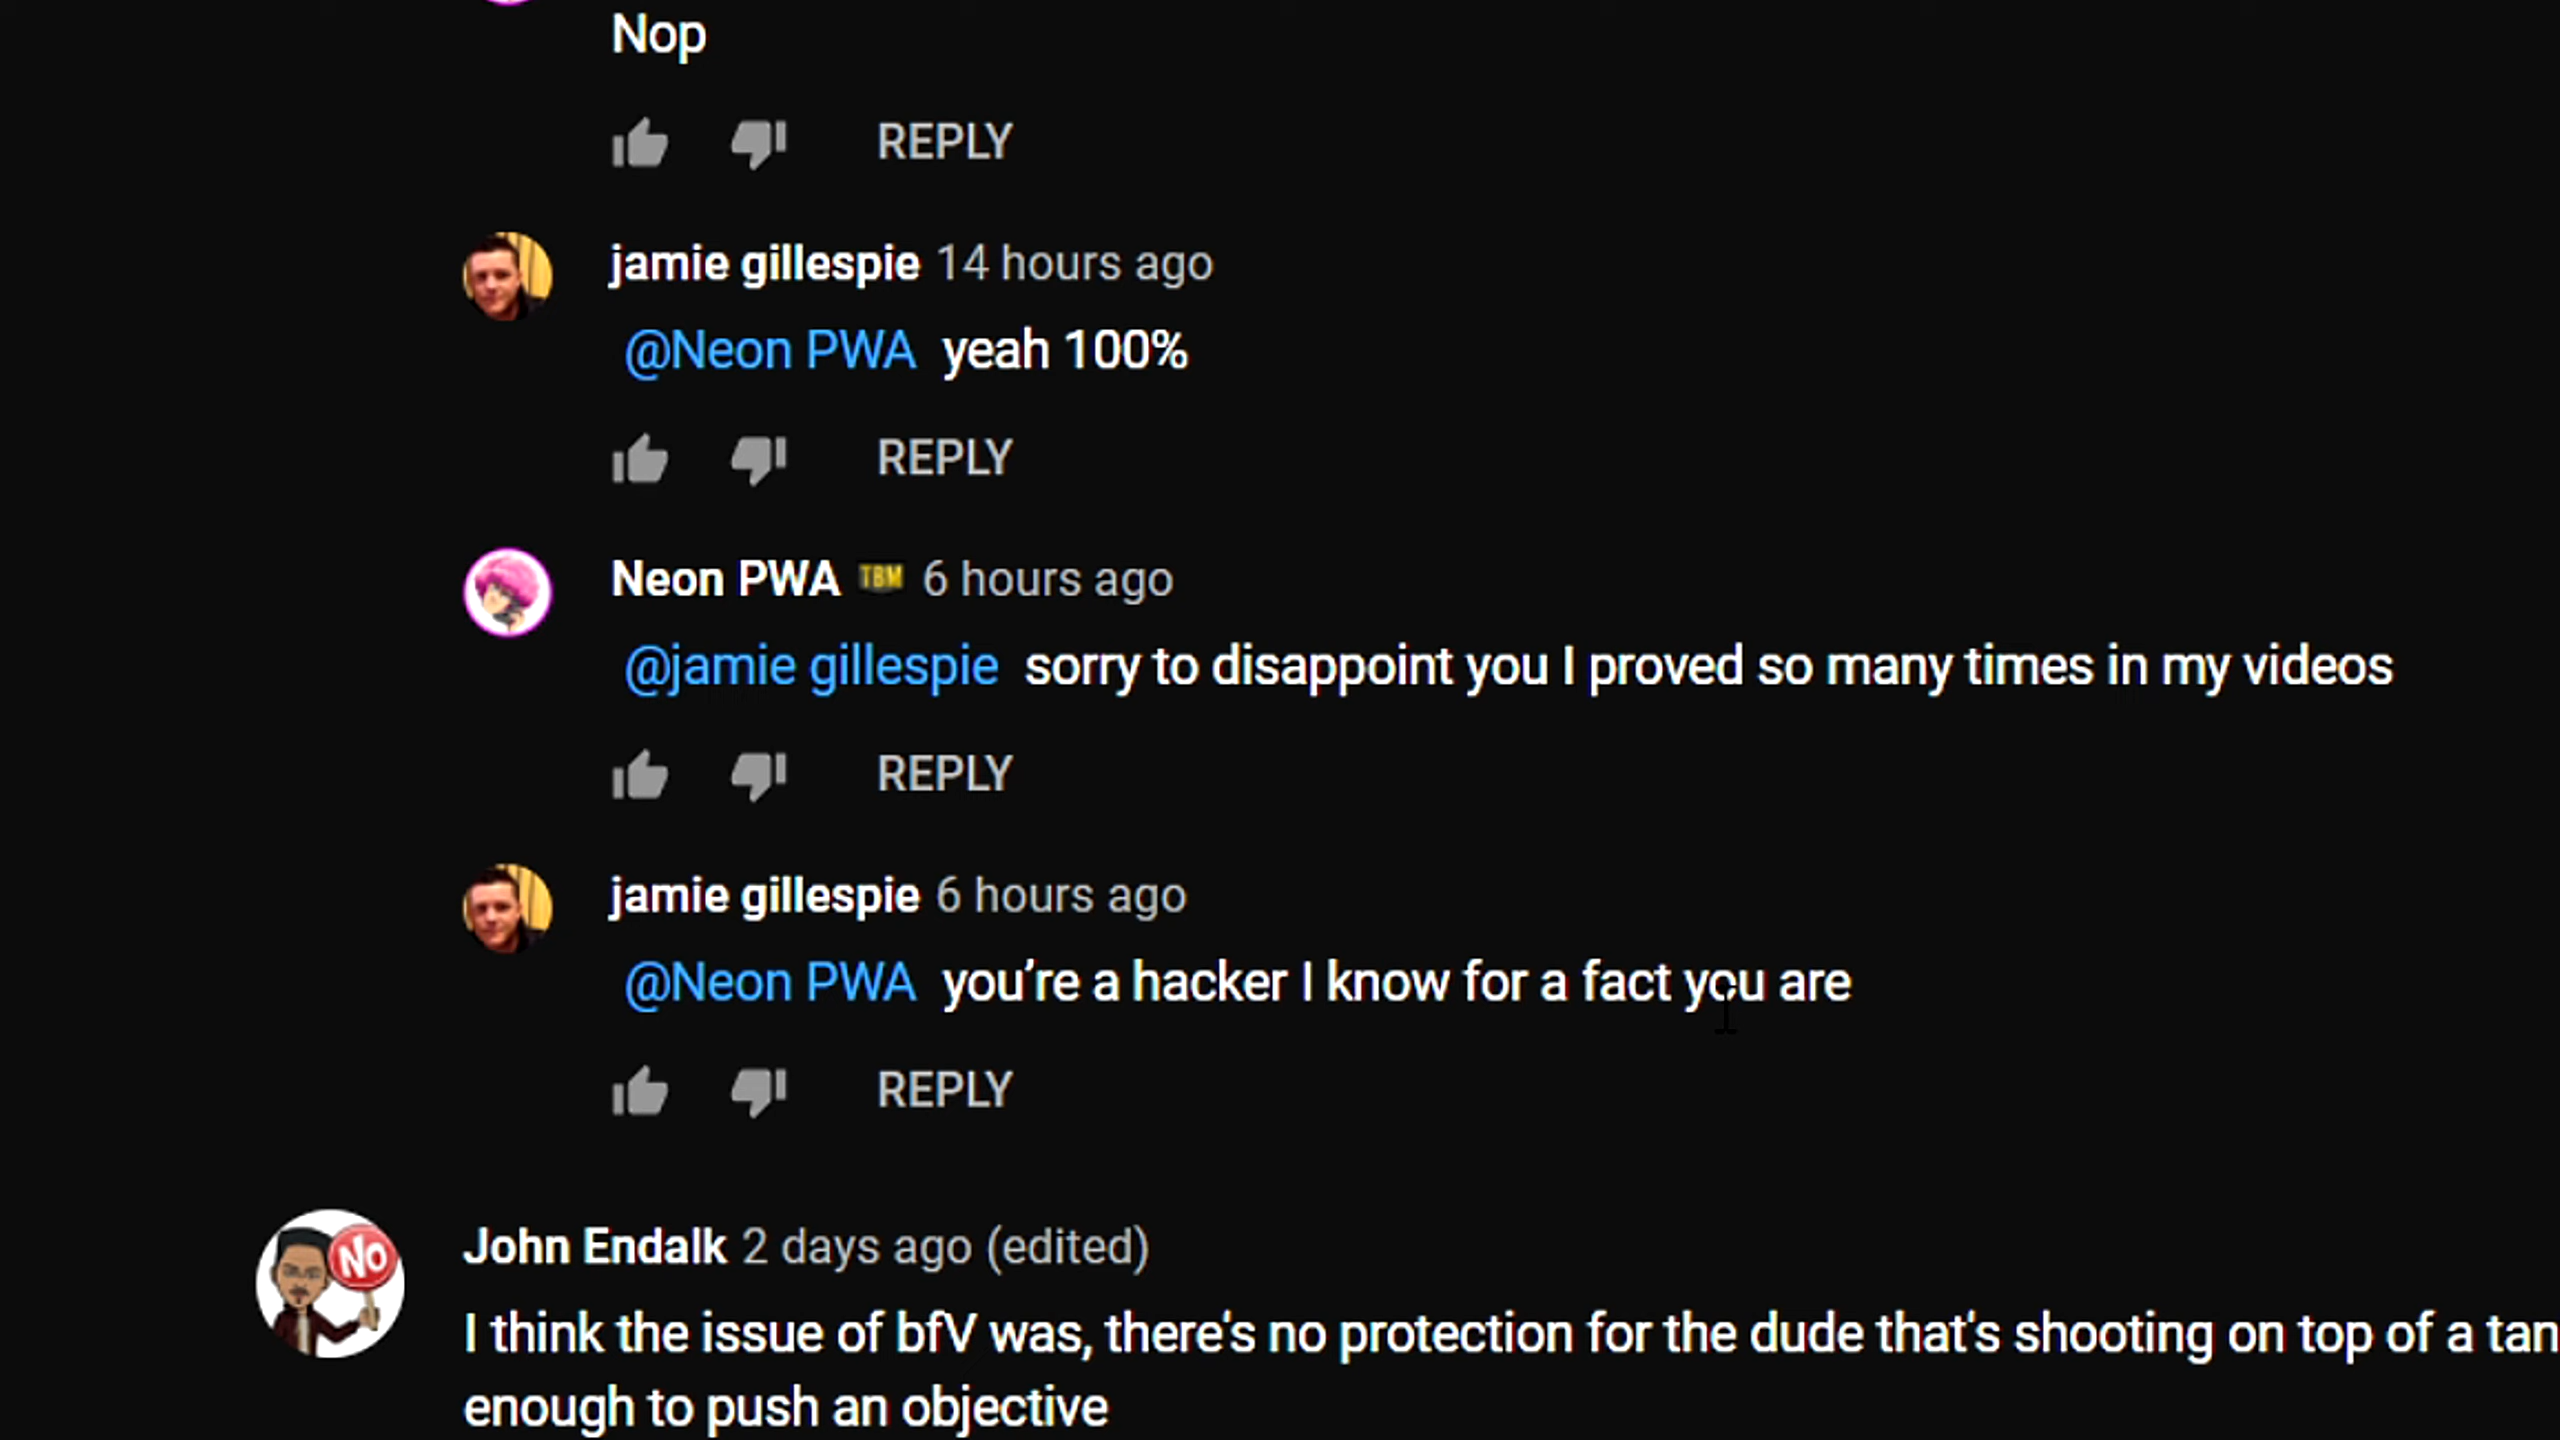 Nop
REPLY
jamie gillespie 14 hours ago
@Neon PWA yeah 100%
REPLY
Neon PWA TBM 6 hours ago
@jamie gillespie sorry to disappoint you I proved so many times in my videos
REPLY
jamie gillespie 6 hours ago
@Neon PWA you're a hacker I know for a fact you are
REPLY
NO
John Endalk 2 days ago (edited)
I think the issue of bfV was, there's no protection for the dude that's shooting on top of a tan
enough to push an objective